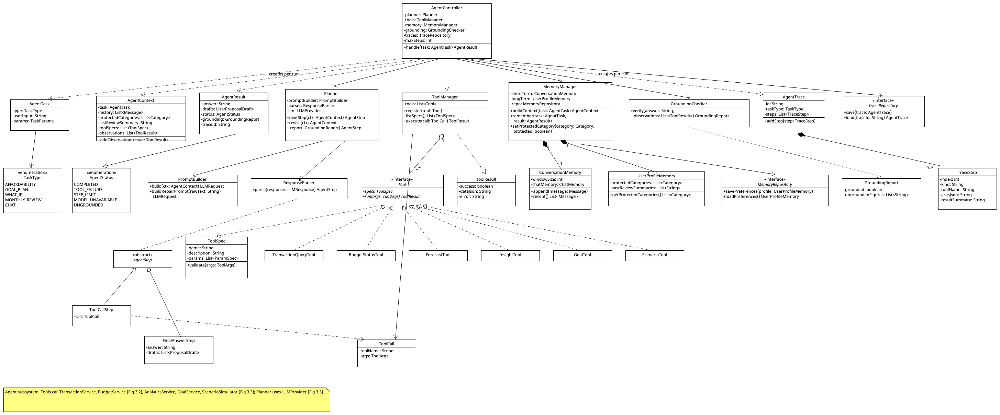 AgentController
-planner: Planner
-tools: ToolManager
-memory: MemoryManager
-grounding: GroundingChecker
-traces: TraceRepository
-maxSteps: int
+handle(task: AgentTask) AgentResult
creates per run
creates per run
AgentTask
-type: TaskType
-userInput: String
-params: TaskParams
AgentContext
-task: AgentTask
-history: List<Message>
-protectedCategories: List<Category>
-lastReviewSummary: String
-toolSpecs: List<ToolSpec>
-observations: List<ToolResult>
+addObservation(result: ToolResult)
AgentResult
-answer: String
-drafts: List<ProposalDraft>
-status: AgentStatus
-grounding: GroundingReport
-traceId: String
Planner
-promptBuilder: PromptBuilder
-parser: ResponseParser
-llm: LLMProvider
+nextStep(ctx: AgentContext) AgentStep
+revise(ctx: AgentContext,
report: GroundingReport) AgentStep
ToolManager
-tools: List<Tool>
+register(tool: Tool)
+listSpecs() List<ToolSpec>
+execute(call: ToolCall) ToolResult
MemoryManager
-shortTerm: ConversationMemory
-longTerm: UserProfileMemory
-repo: MemoryRepository
+buildContext(task: AgentTask) AgentContext
+remember(task: AgentTask,
result: AgentResult)
+setProtectedCategory(category: Category,
protected: boolean)
GroundingChecker
+verify(answer: String,
observations: List<ToolResult>) GroundingReport
AgentTrace
-id: String
-taskType: TaskType
-steps: List<TraceStep>
+addStep(step: TraceStep)
«interface»
TraceRepository
+save(trace: AgentTrace)
+load(traceId: String) AgentTrace
1
1
1
1
1..*
1
1
0..*
«enumeration»
TaskType
AFFORDABILITY
GOAL_PLAN
WHAT_IF
MONTHLY_REVIEW
CHAT
«enumeration»
AgentStatus
COMPLETED
TOOL_FAILURE
STEP_LIMIT
MODEL_UNAVAILABLE
UNGROUNDED
PromptBuilder
+build(ctx: AgentContext) LLMRequest
+buildRepairPrompt(rawText: String)
LLMRequest
ResponseParser
+parse(response: LLMResponse) AgentStep
«interface»
Tool
+spec() ToolSpec
+run(args: ToolArgs) ToolResult
ToolResult
-success: boolean
-dataJson: String
-error: String
ConversationMemory
-windowSize: int
-chatMemory: ChatMemory
+append(message: Message)
+recent() List<Message>
UserProfileMemory
-protectedCategories: List<Category>
-pastReviewSummaries: List<String>
+getProtectedCategories() List<Category>
«interface»
MemoryRepository
+savePreferences(profile: UserProfileMemory)
+loadPreferences() UserProfileMemory
GroundingReport
-grounded: boolean
-ungroundedFigures: List<String>
TraceStep
-index: int
-kind: String
-toolName: String
-argsJson: String
-resultSummary: String
«abstract»
AgentStep
ToolSpec
-name: String
-description: String
-params: List<ParamSpec>
+validate(args: ToolArgs)
TransactionQueryTool
BudgetStatusTool
ForecastTool
InsightTool
GoalTool
ScenarioTool
ToolCallStep
-call: ToolCall
FinalAnswerStep
-answer: String
-drafts: List<ProposalDraft>
ToolCall
-toolName: String
-args: ToolArgs
Agent subsystem. Tools call TransactionService, BudgetService (Fig 3.2), AnalyticsService, GoalService, ScenarioSimulator (Fig 3.3); Planner uses LLMProvider (Fig 3.5).